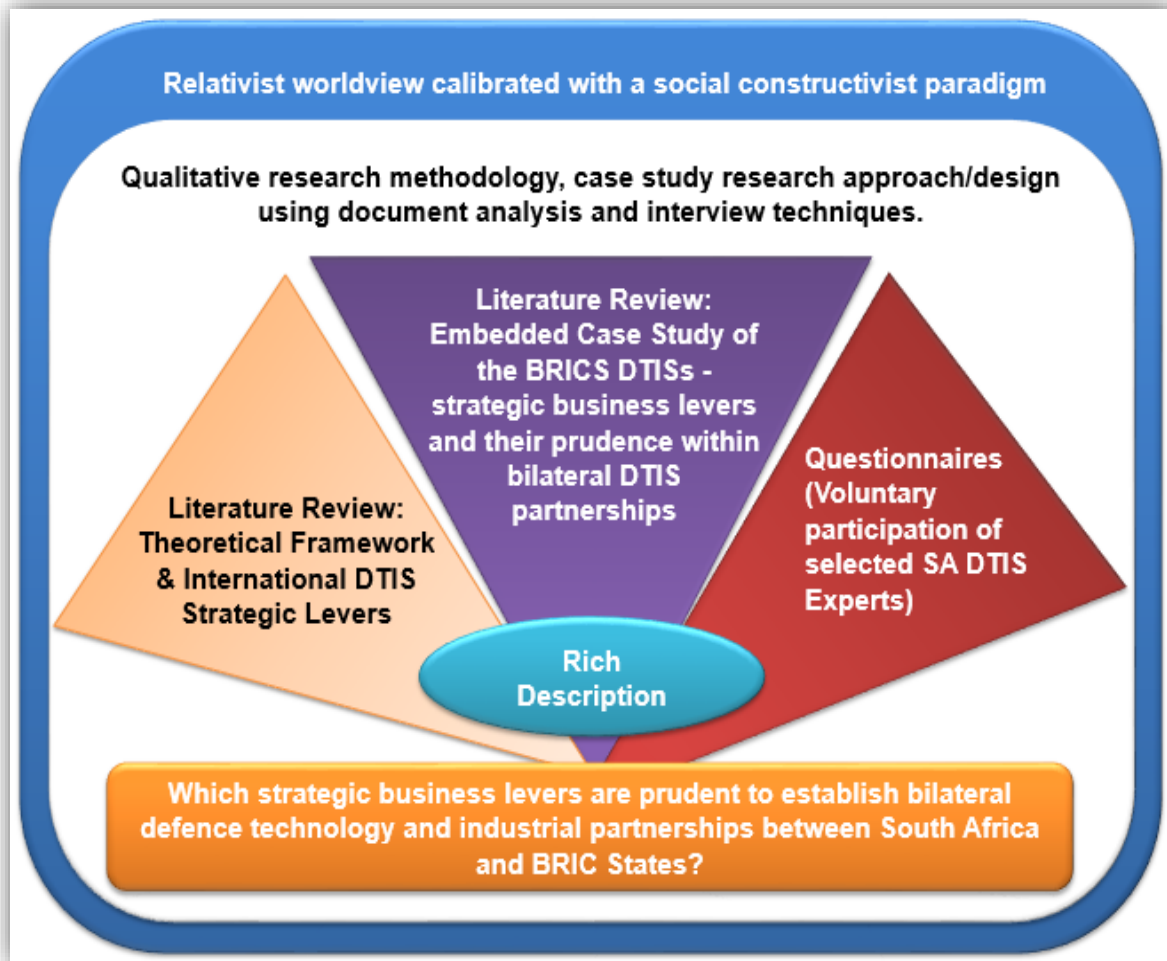 Relativist worldview calibrated with a social constructivist paradigm
Qualitative research methodology, case study research approach/design
using document analysis and interview techniques.
Literature Review:
Theoretical Framework
& International DTIS
Strategic Levers
Literature Review:
Embedded Case Study of
the BRICS DTISs -
strategic business levers
and their prudence within
bilateral DTIS
partnerships
Questionnaires
(Voluntary
participation of
selected SA DTIS
Experts)
Rich
Description
Which strategic business levers are prudent to establish bilateral
defence technology and industrial partnerships between South Africa
and BRIC States?